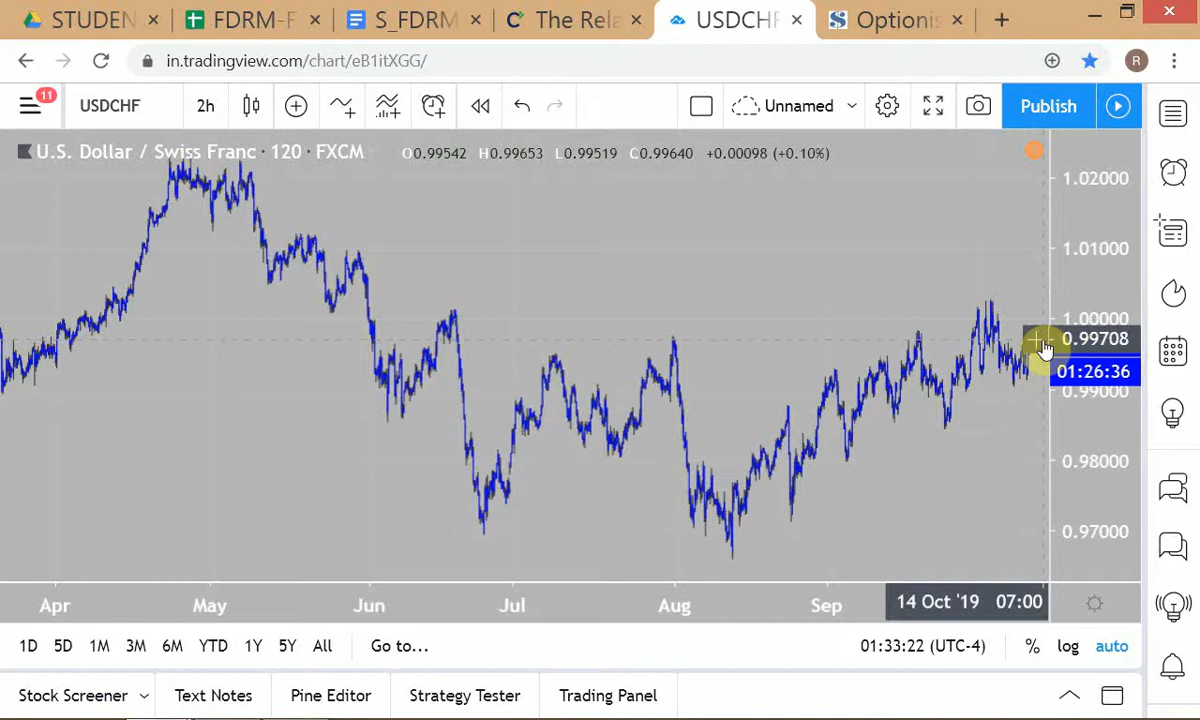 STUDEN × FDRM-F × S_FDRM × The Rela × USDCHF × Optionis × +
in.tradingview.com/chart/eB1itXGG/ R
11 USDCHF 2h Unnamed Publish
U.S. Dollar / Swiss Franc · 120 · FXCM O0.99542 H0.99653 L0.99519 C0.99640 +0.00098 (+0.10%)
1.02000
1.01000
1.00000
0.99708
01:26:36
0.99000
0.98000
0.97000
Apr May Jun Jul Aug Sep 14 Oct '19 07:00
1D 5D 1M 3M 6M YTD 1Y 5Y All Go to... 01:33:22 (UTC-4) % log auto
Stock Screener Text Notes Pine Editor Strategy Tester Trading Panel